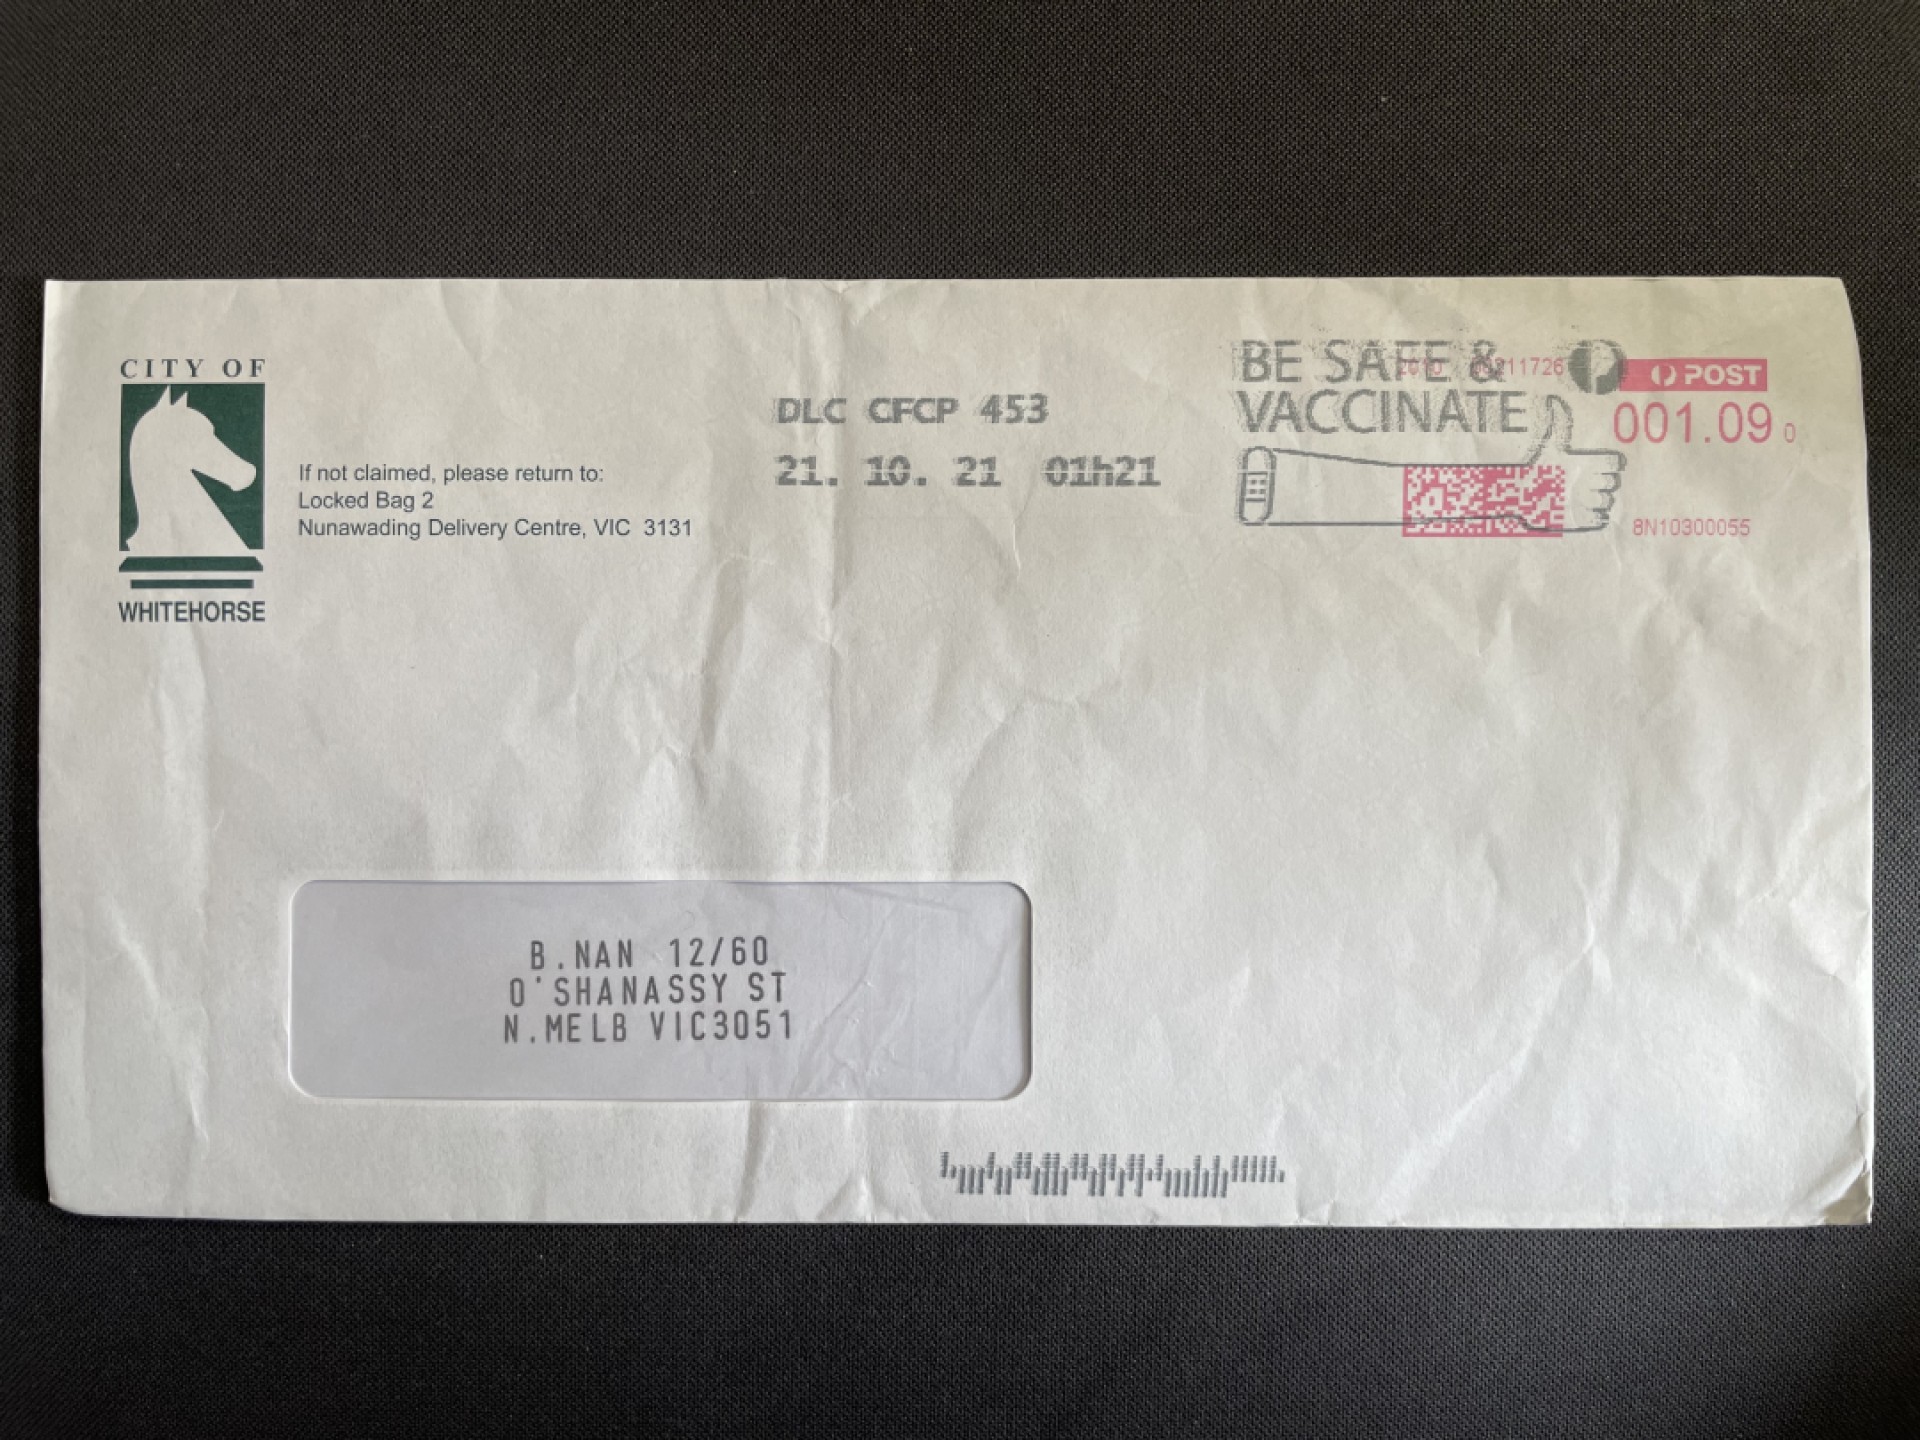 CITY OF
WHITEHORSE
If not claimed, please return to:
Locked Bag 2
Nunawading Delivery Centre, VIC 3131
DLC CFCP 453
21. 10. 21 01h21
BE SAFE &
VACCINATE
POST
001.09 0
8N10300055
B.NAN 12/60
O'SHANASSY ST
N.MELB VIC3051